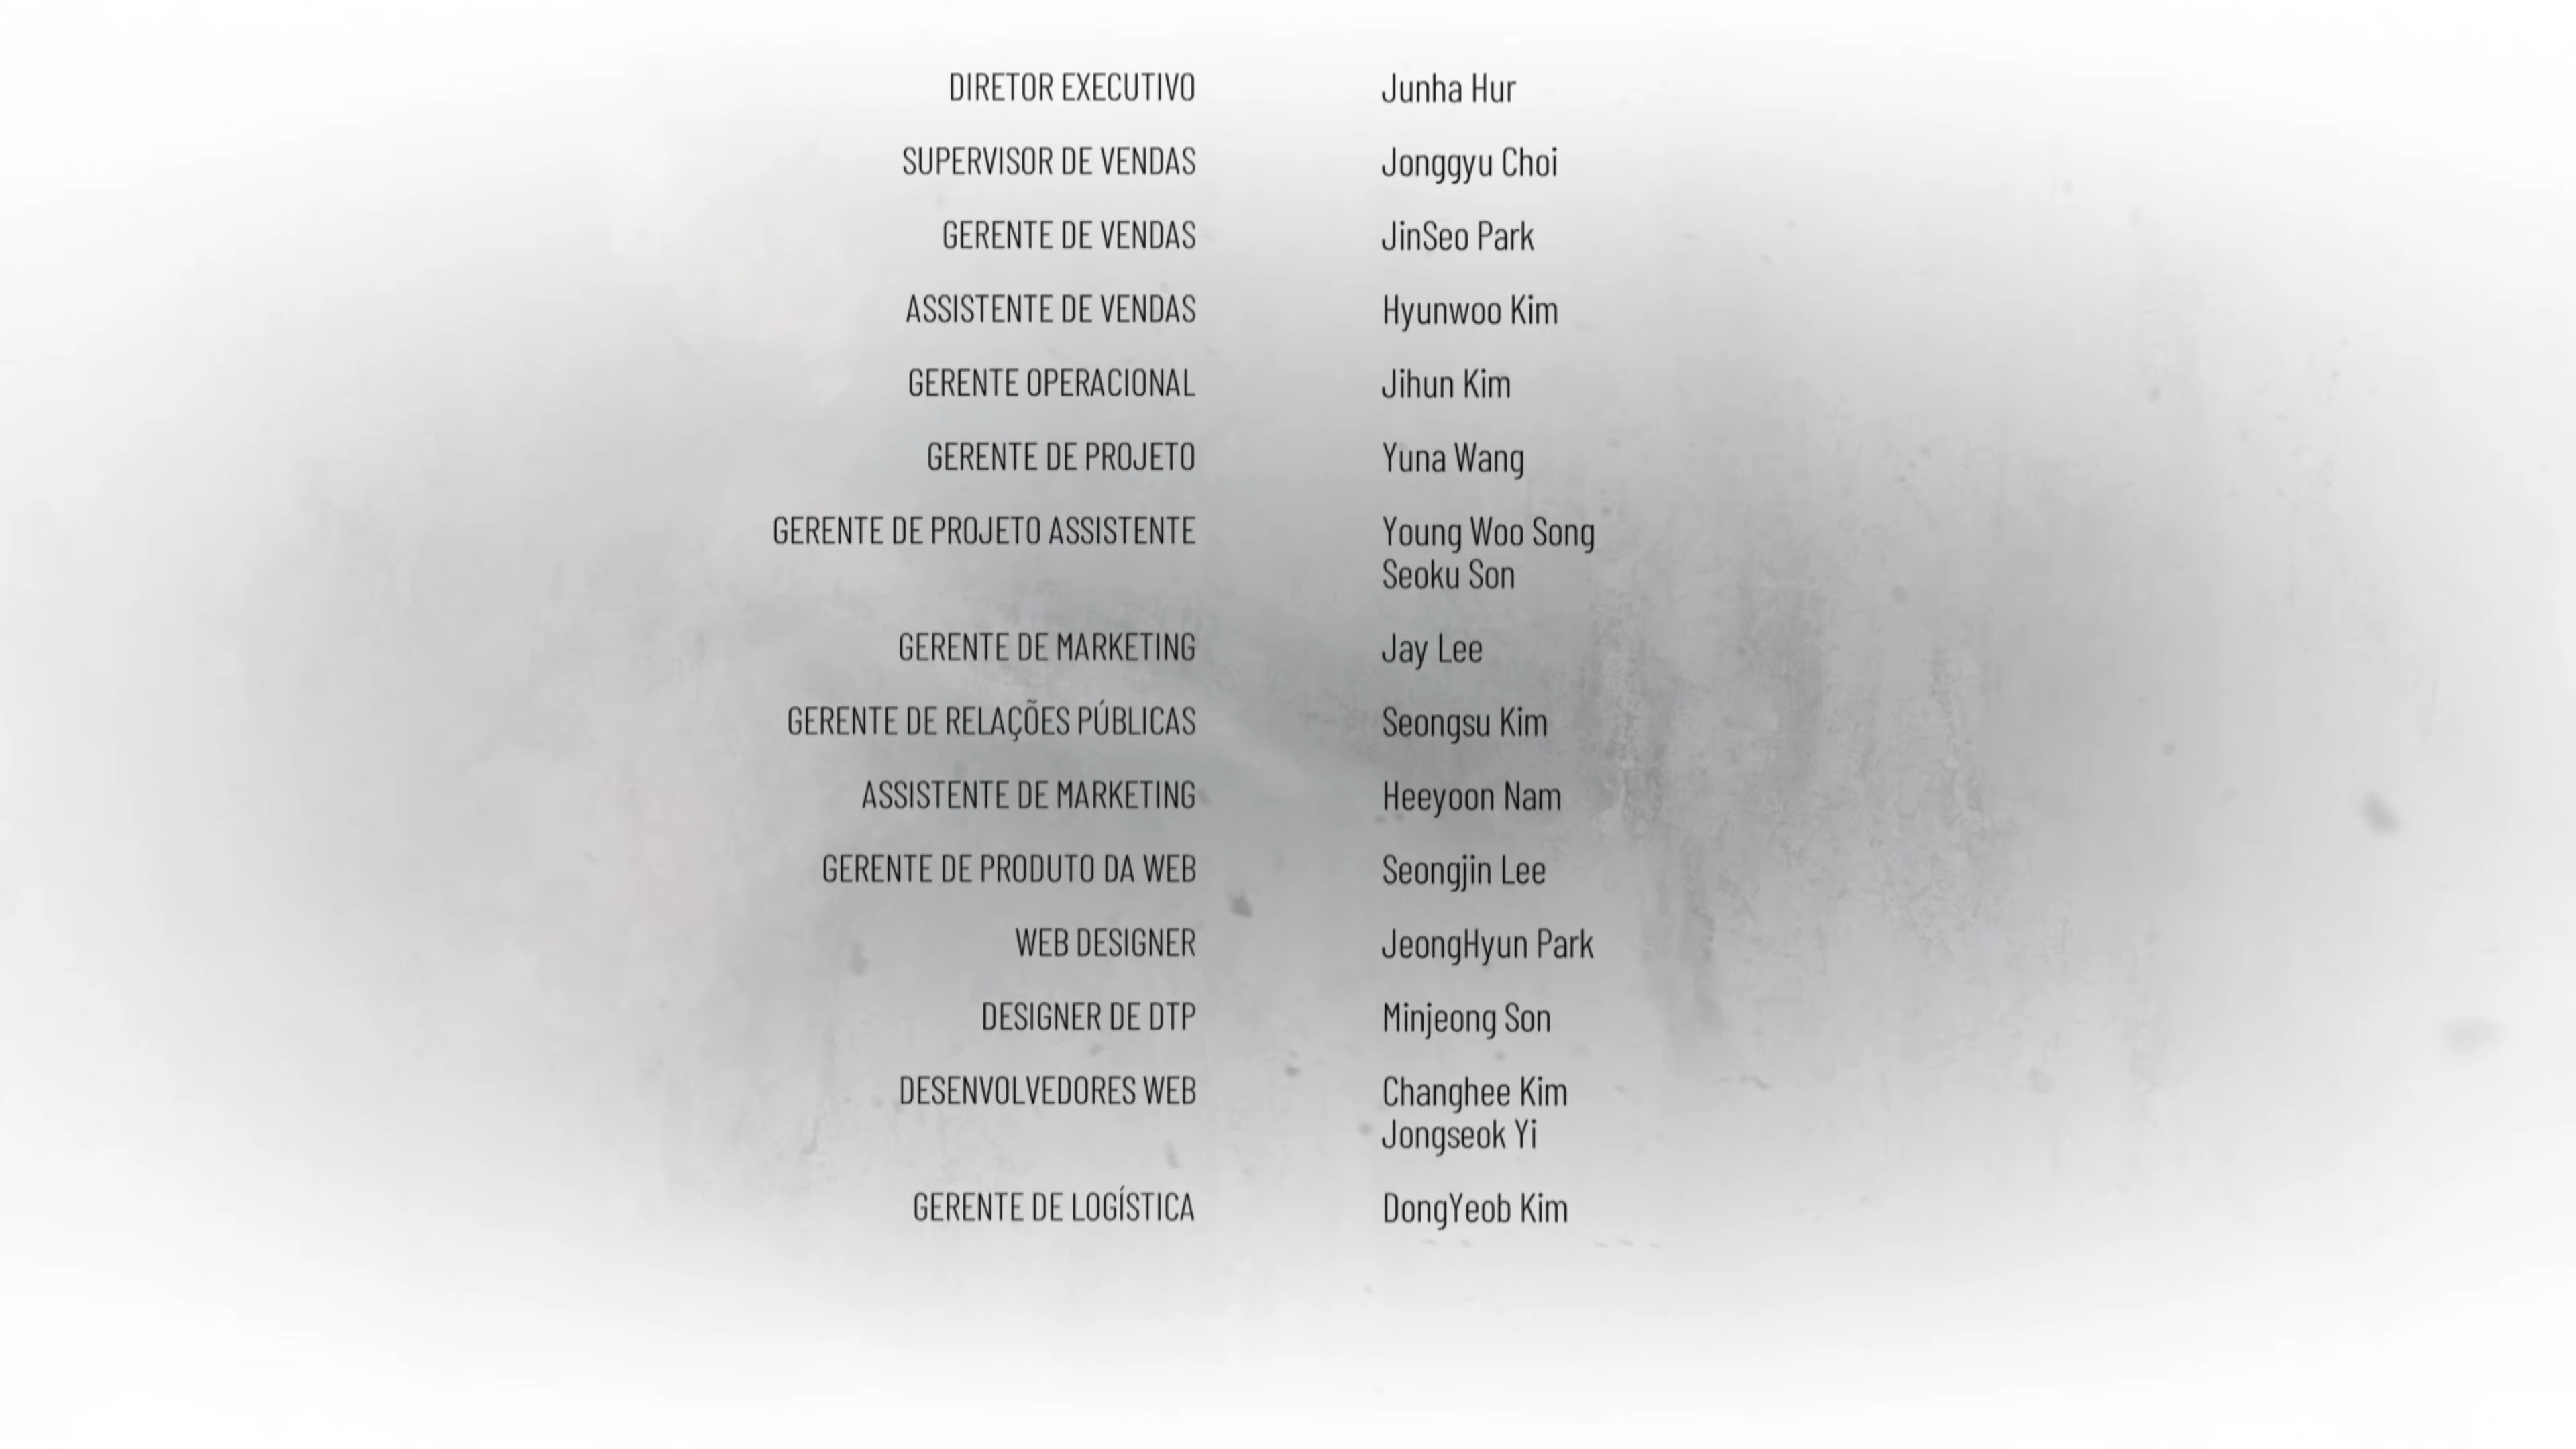 DIRETOR EXECUTIVO Junha Hur
SUPERVISOR DE VENDAS Jonggyu Choi
GERENTE DE VENDAS JinSeo Park
ASSISTENTE DE VENDAS Hyunwoo Kim
GERENTE OPERACIONAL Jihun Kim
GERENTE DE PROJETO Yuna Wang
GERENTE DE PROJETO ASSISTENTE Young Woo Song
Seoku Son
GERENTE DE MARKETING Jay Lee
GERENTE DE RELAÇÕES PÚBLICAS Seongsu Kim
ASSISTENTE DE MARKETING Heeyoon Nam
GERENTE DE PRODUTO DA WEB Seongjin Lee
WEB DESIGNER JeongHyun Park
DESIGNER DE DTP Minjeong Son
DESENVOLVEDORES WEB Changhee Kim
Jongseok Yi
GERENTE DE LOGÍSTICA DongYeob Kim